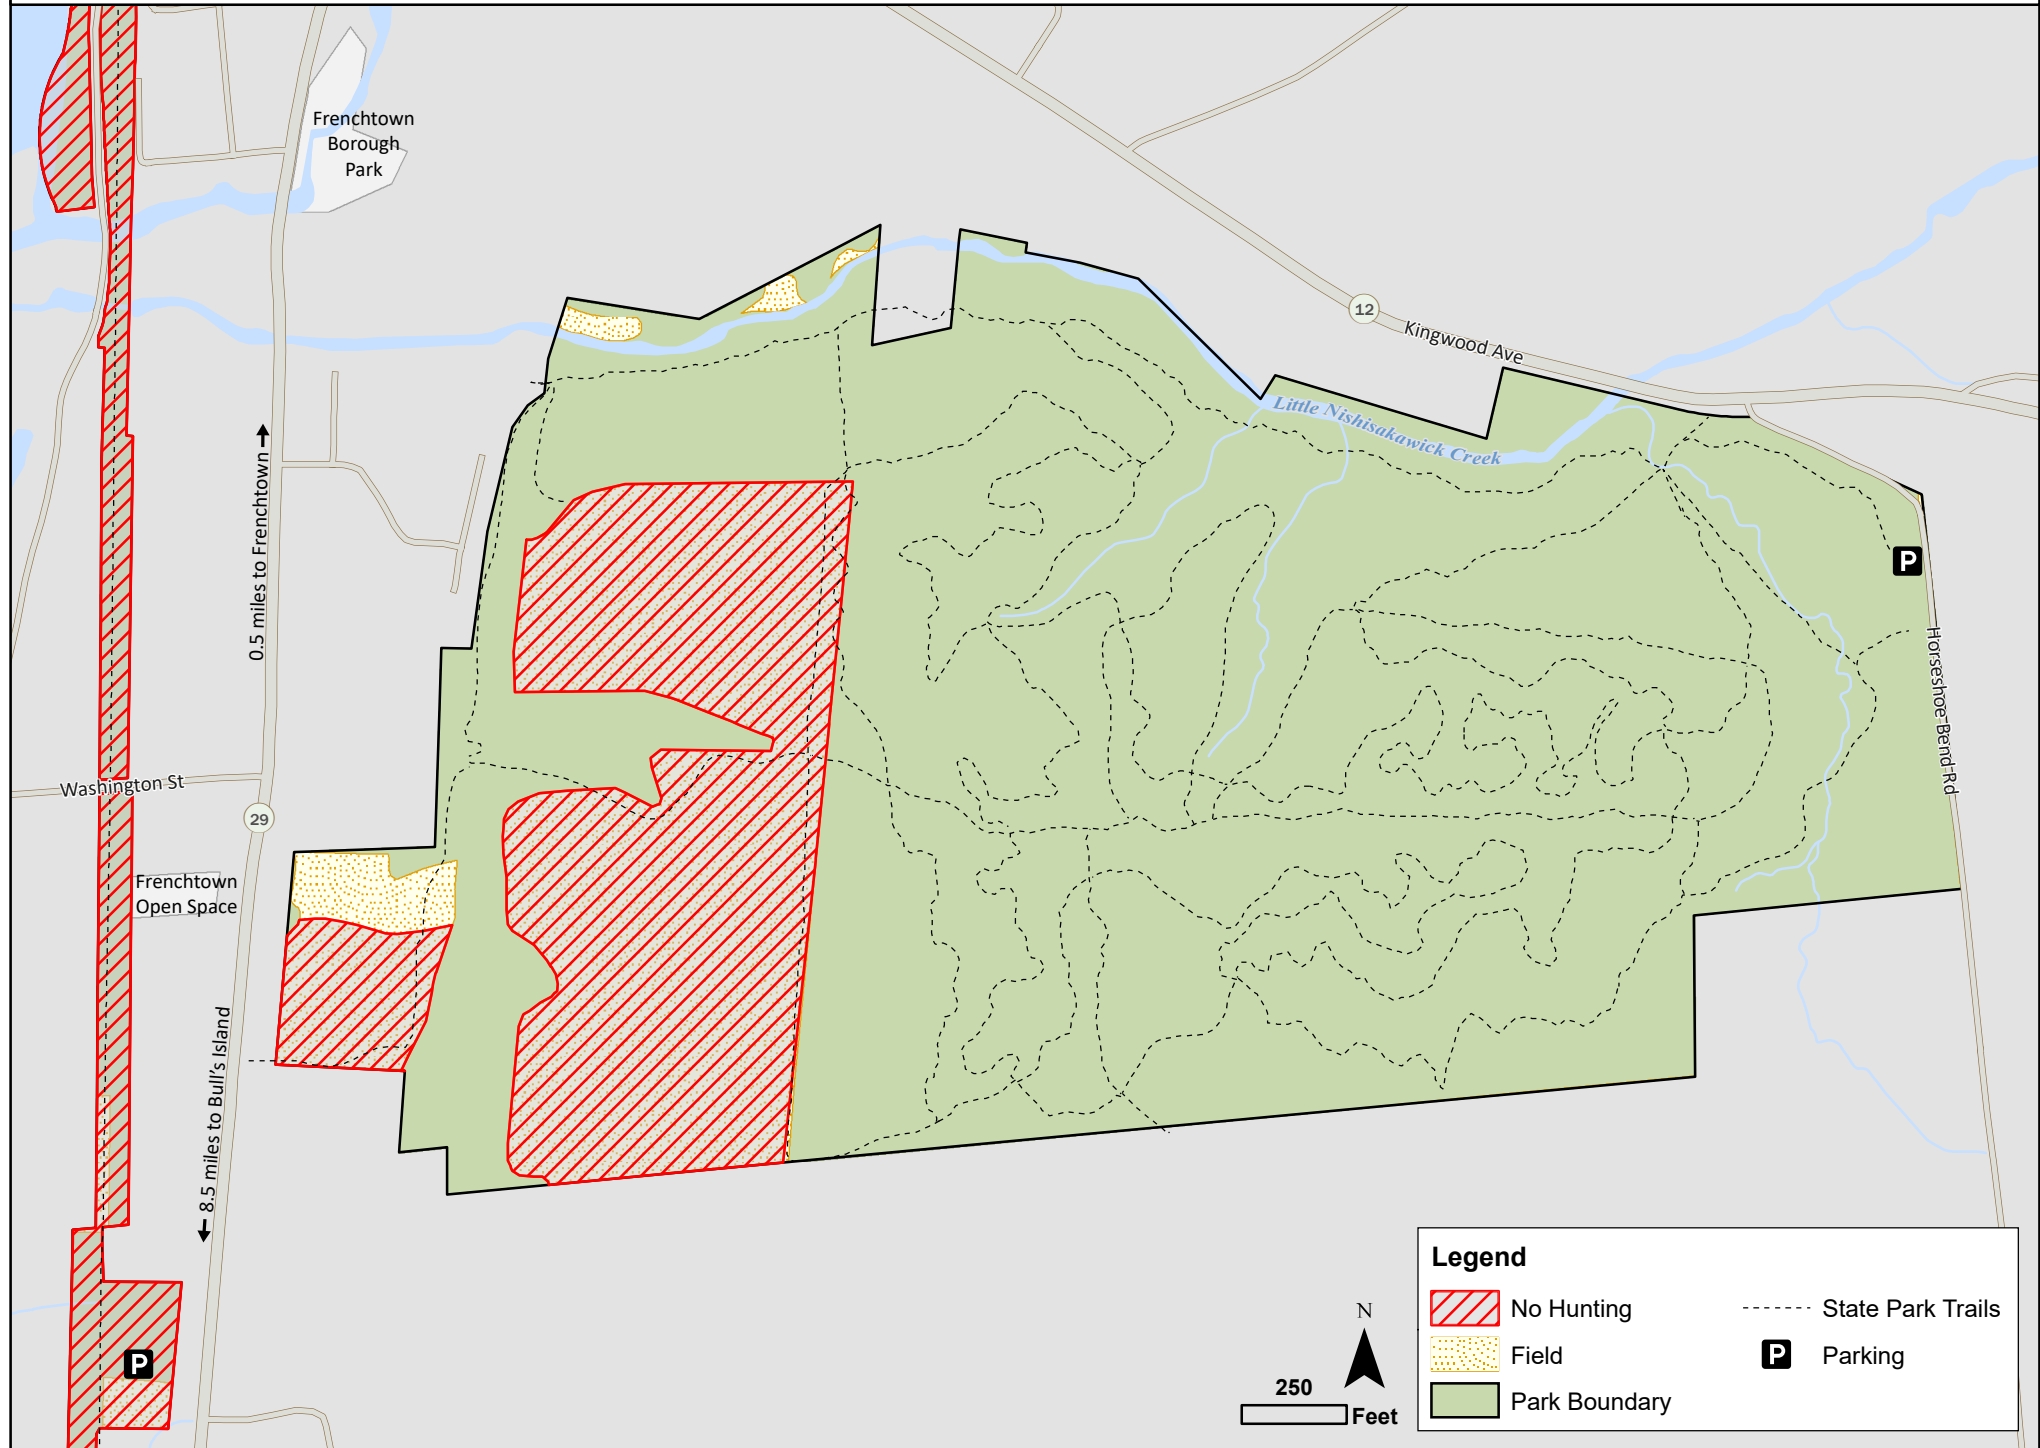 Frenchtown
Borough
Park
12
Kingwood Ave
Little Nishisakawick Creek
0.5 miles to Frenchtown
P
Horseshoe Bend Rd
Washington St
29
Frenchtown
Open Space
8.5 miles to Bull's Island
P
Legend
No Hunting
State Park Trails
Field
P
Parking
Park Boundary
N
250
Feet